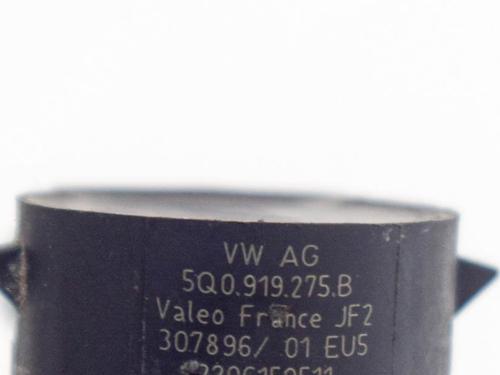 VW AG
5Q0.919.275.B
Valeo France JF2
307896/ 01 EU5